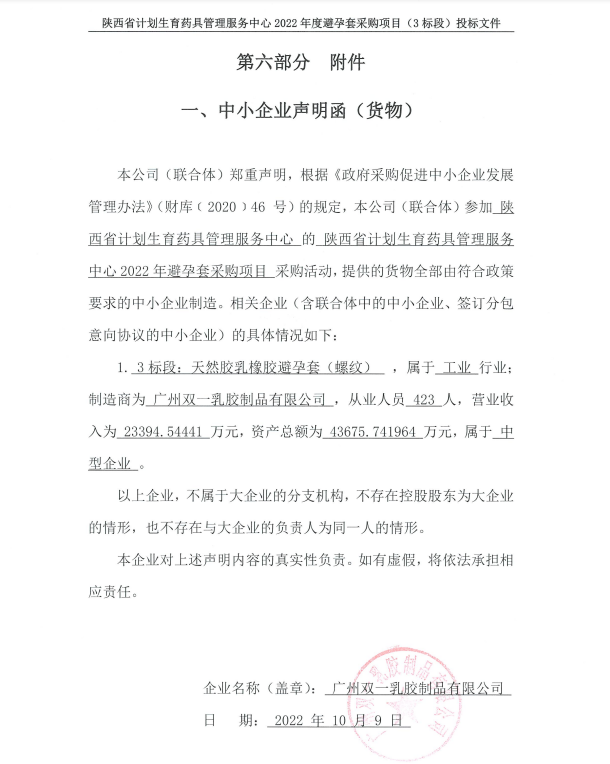 陕西省计划生育药具管理服务中心 2022 年度避孕套采购项目（3 标段）投标文件
第六部分 附件
一、中小企业声明函（货物）
本公司（联合体）郑重声明，根据《政府采购促进中小企业发展
管理办法》（财库﹝2020﹞46 号）的规定，本公司（联合体）参加 陕
西省计划生育药具管理服务中心 的 陕西省计划生育药具管理服务
中心 2022 年避孕套采购项目 采购活动，提供的货物全部由符合政策
要求的中小企业制造。相关企业（含联合体中的中小企业、签订分包
意向协议的中小企业）的具体情况如下：
1. 3 标段：天然胶乳橡胶避孕套（螺纹） ，属于 工业 行业；
制造商为 广州双一乳胶制品有限公司 ，从业人员 423 人，营业收
入为 23394.54441 万元，资产总额为 43675.741964 万元，属于 中
型企业 。
以上企业，不属于大企业的分支机构，不存在控股股东为大企业
的情形，也不存在与大企业的负责人为同一人的情形。
本企业对上述声明内容的真实性负责。如有虚假，将依法承担相
应责任。
广州双一乳胶制品有限公司
企业名称（盖章）： 广州双一乳胶制品有限公司
日 期： 2022 年 10 月 9 日